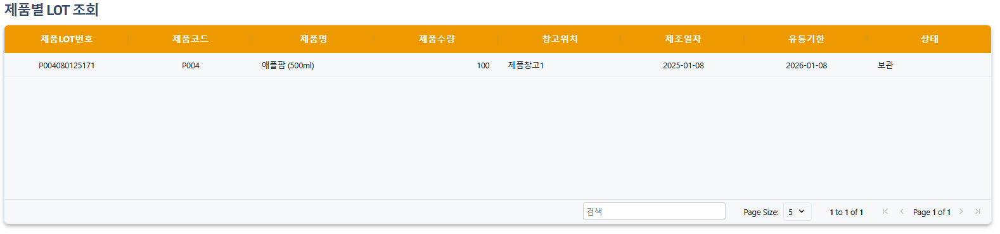 제품별 LOT 조회
제품LOT번호 제품코드 제품명 제품수량 창고위치 제조일자 유통기한 상태
P004080125171 P004 애플팜 (500ml) 100 제품창고1 2025-01-08 2026-01-08 보관
검색 Page Size: 5 1 to 1 of 1 Page 1 of 1